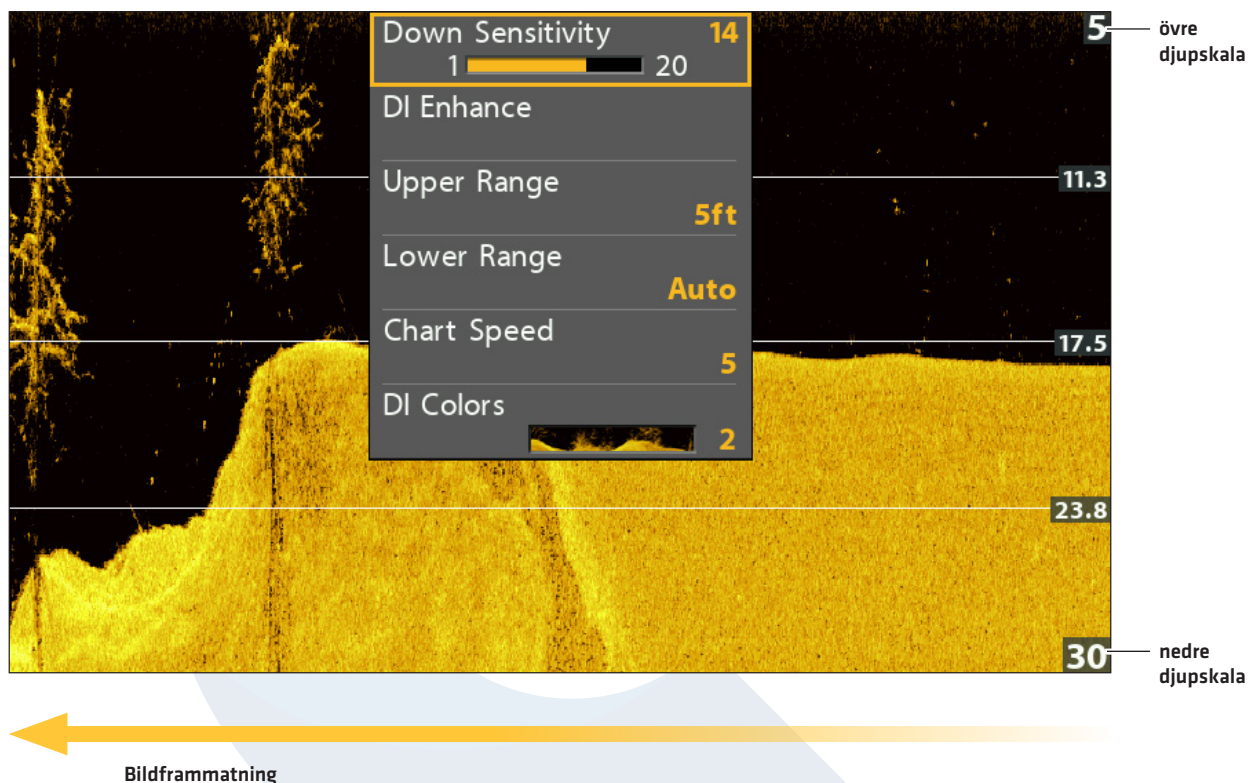 Down Sensitivity 14
1 20
DI Enhance
Upper Range
5ft
Lower Range
Auto
Chart Speed
5
DI Colors
2
5
övre
djupskala
11.3
17.5
23.8
30
nedre
djupskala
Bildframmatning